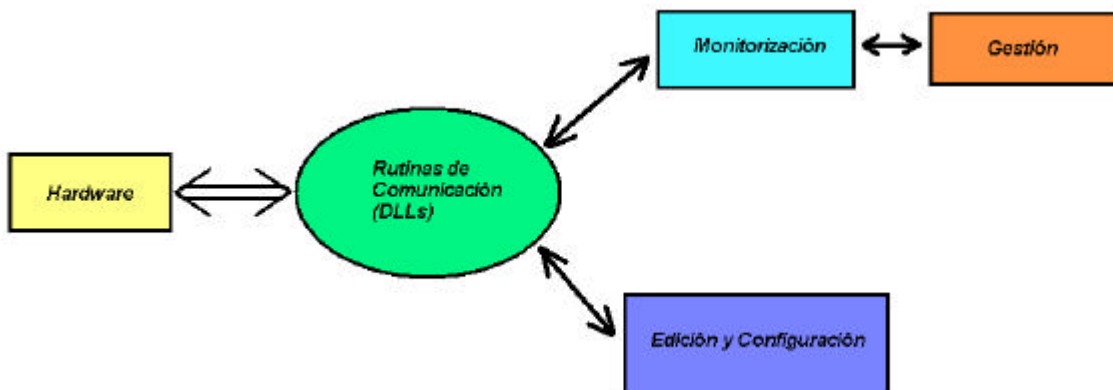 Monitorización
Gestión
Hardware
Rutinas de
Comunicación
(DLLs)
Edición y Configuración